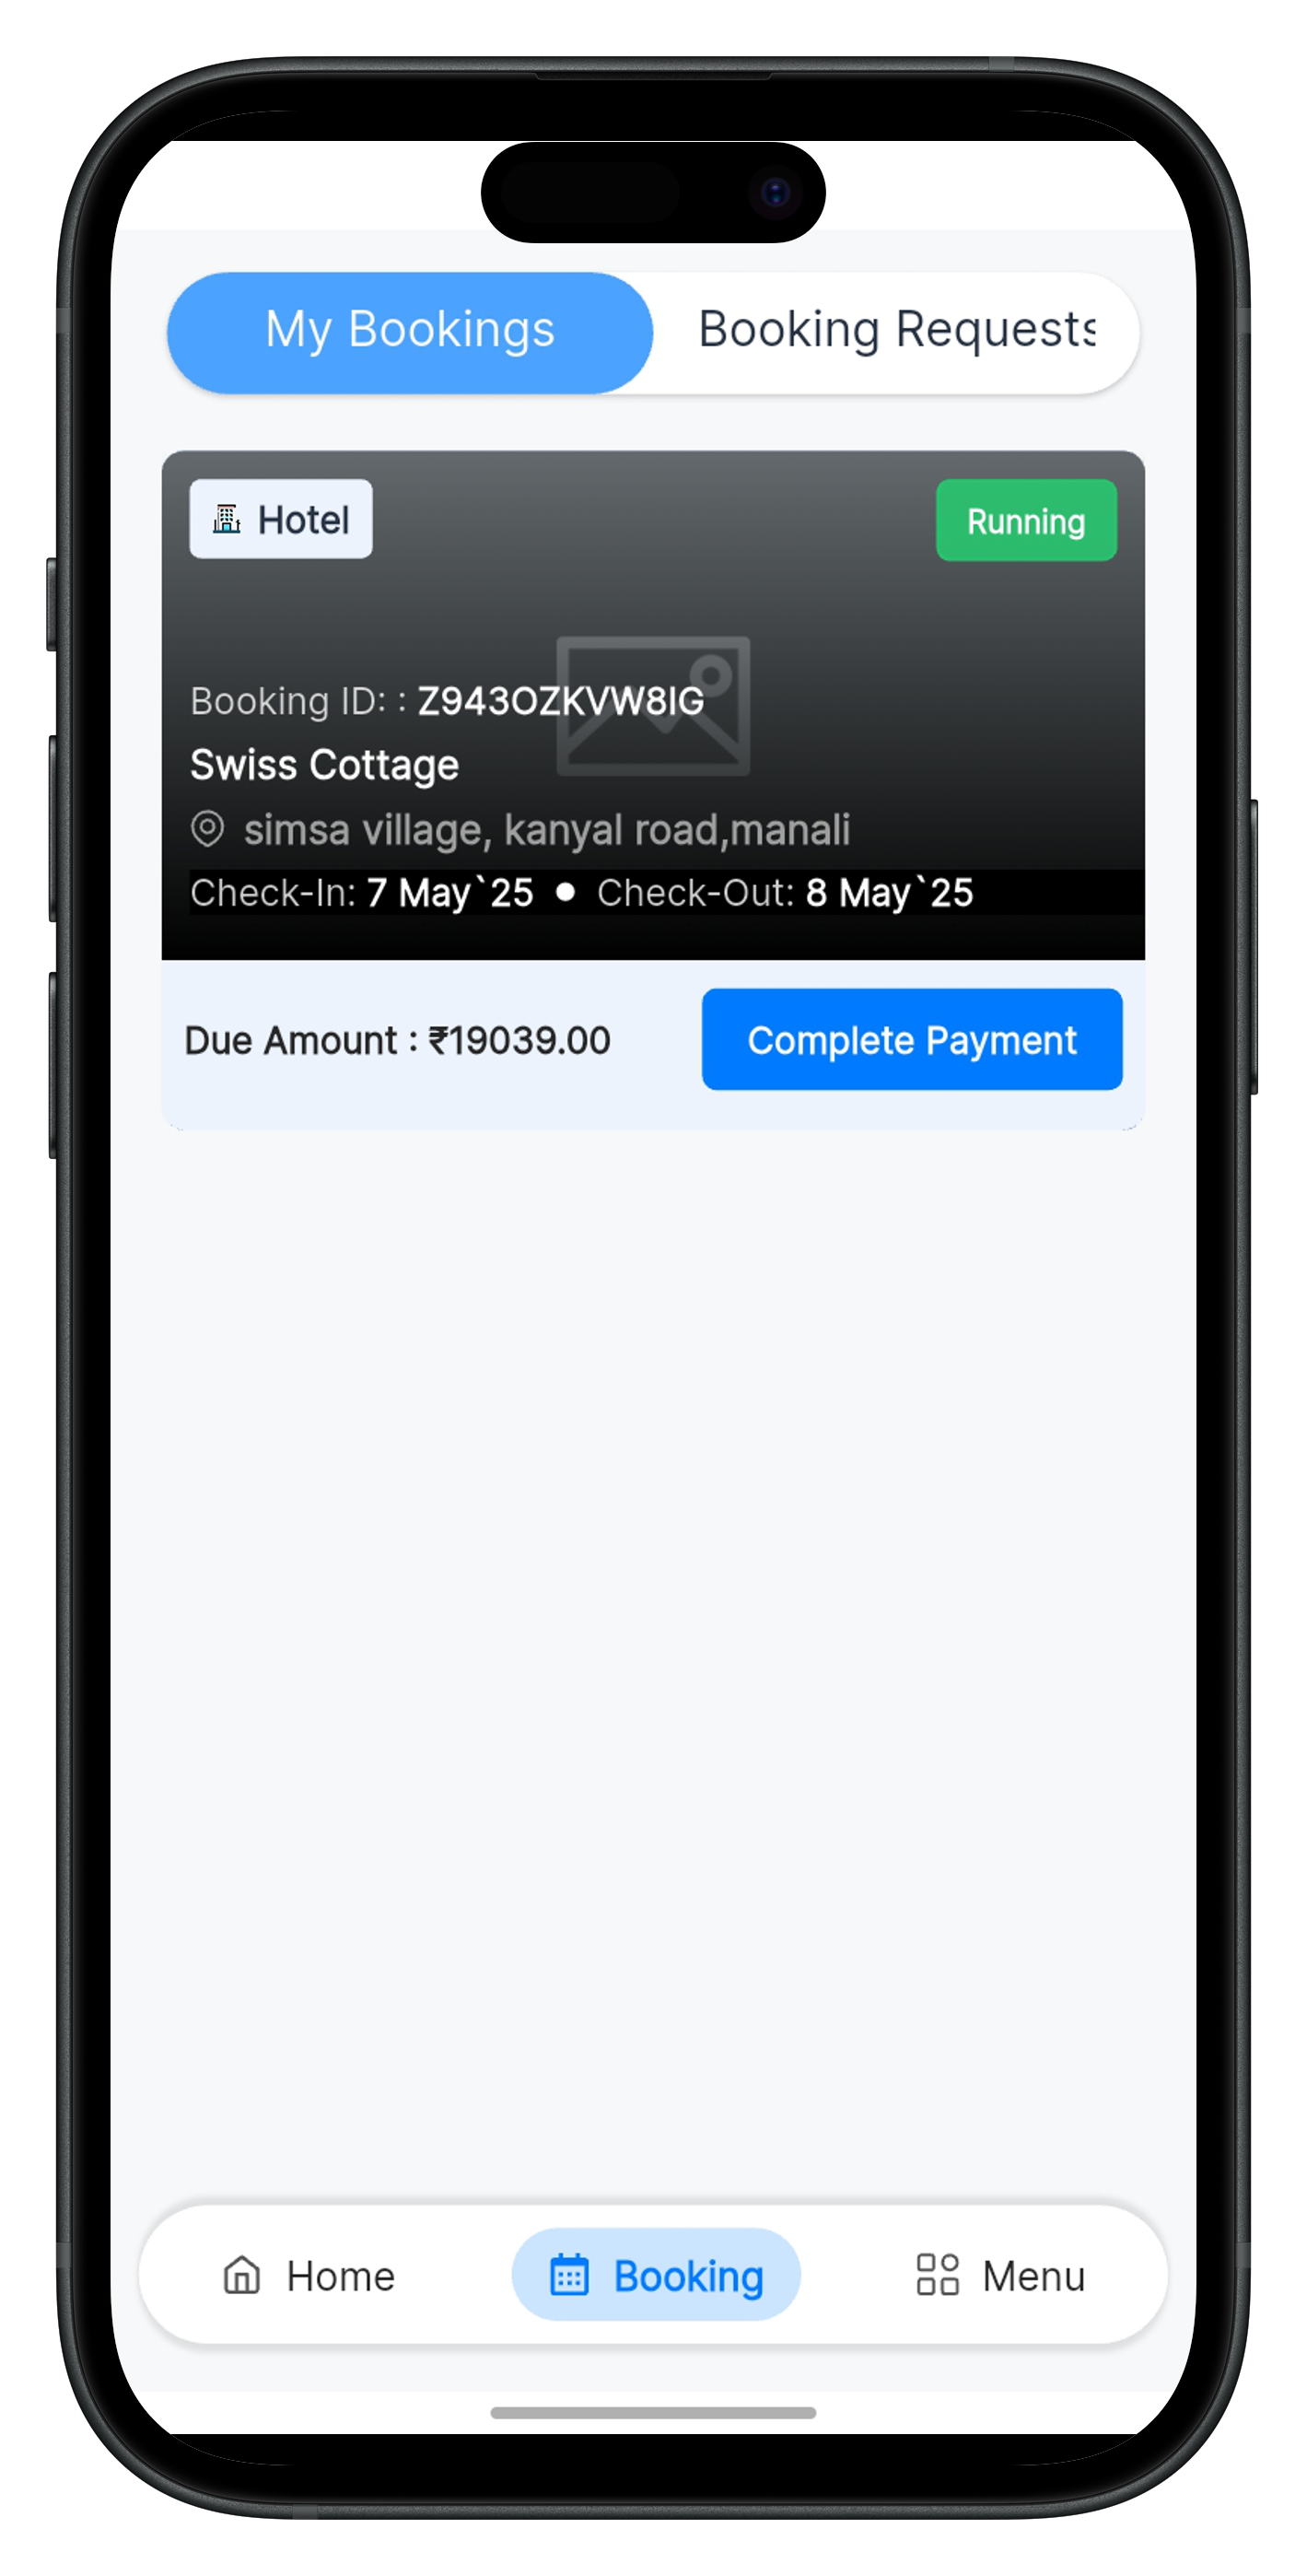 My Bookings Booking Requests
Hotel Running
Booking ID: : Z943OZKVW8IG
Swiss Cottage
simsa village, kanyal road,manali
Check-In: 7 May`25 • Check-Out: 8 May`25
Due Amount : ₹19039.00 Complete Payment
Home Booking Menu